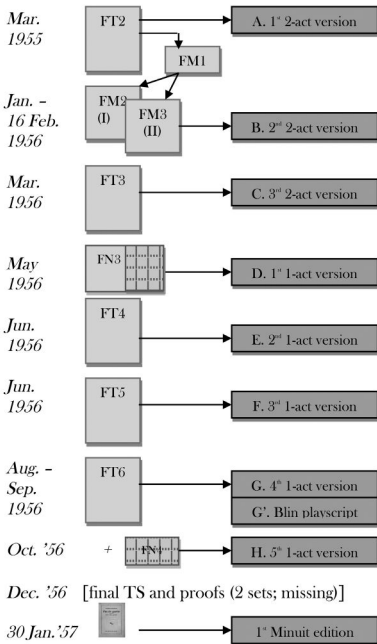 Mar.
1955
FT2
A. 1st 2-act version
FM1
Jan. –
16 Feb.
1956
FM2
(I)
FM3
(II)
B. 2nd 2-act version
Mar.
1956
FT3
C. 3rd 2-act version
May
1956
FN3
D. 1st 1-act version
Jun.
1956
FT4
E. 2nd 1-act version
Jun.
1956
FT5
F. 3rd 1-act version
Aug. –
Sep.
1956
FT6
G. 4th 1-act version
G'. Blin playscript
Oct. '56
+
FN4
H. 5th 1-act version
Dec. '56 [final TS and proofs (2 sets; missing)]
30 Jan.'57
1st Minuit edition